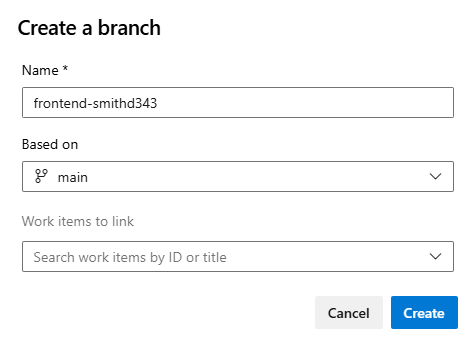 Create a branch
Name *
frontend-smithd343
Based on
main
Work items to link
Search work items by ID or title
Cancel Create